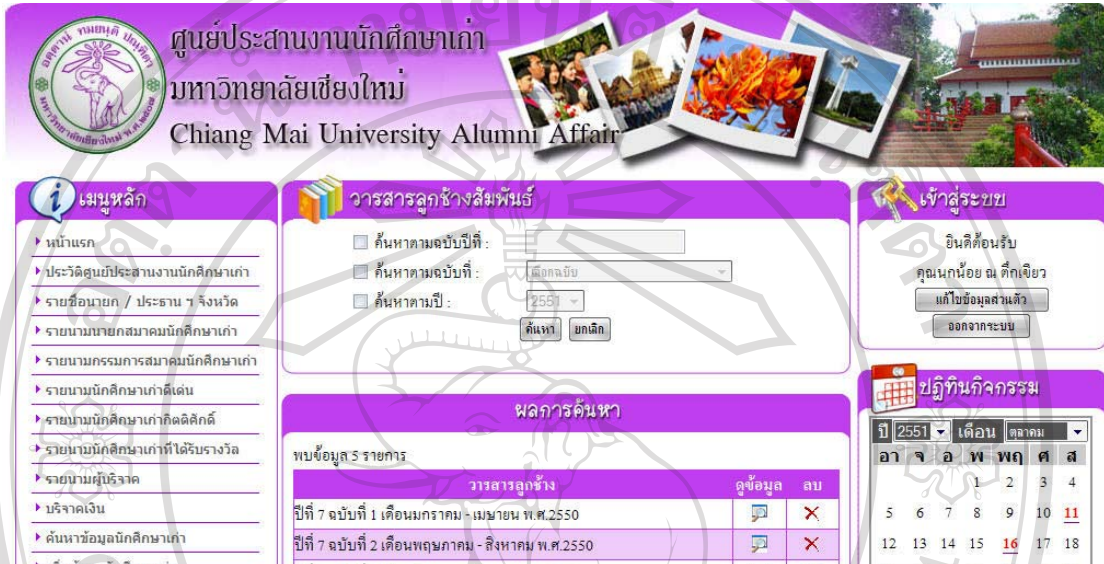 ศูนย์ประสานงานนักศึกษาเก่า
มหาวิทยาลัยเชียงใหม่
Chiang Mai University Alumni Affair
เมนูหลัก
หน้าแรก
ประวัติศูนย์ประสานงานนักศึกษาเก่า
รายชื่อนายก / ประธาน ฯ จังหวัด
รายนามนายกสมาคมนักศึกษาเก่า
รายนามกรรมการสมาคมนักศึกษาเก่า
รายนามนักศึกษาเก่าดีเด่น
รายนามนักศึกษาเก่ากิตติศักดิ์
รายนามนักศึกษาเก่าที่ได้รับรางวัล
รายนามผู้บริจาค
บริจาคเงิน
ค้นหาข้อมูลนักศึกษาเก่า
วารสารลูกช้างสัมพันธ์
ค้นหาตามฉบับปีที่ :
ค้นหาตามฉบับที่ : เลือกฉบับ
ค้นหาตามปี : 2551
ค้นหา ยกเลิก
ผลการค้นหา
พบข้อมูล 5 รายการ
วารสารลูกช้าง ดูข้อมูล ลบ
ปีที่ 7 ฉบับที่ 1 เดือนมกราคม - เมษายน พ.ศ.2550
ปีที่ 7 ฉบับที่ 2 เดือนพฤษภาคม - สิงหาคม พ.ศ.2550
เข้าสู่ระบบ
ยินดีต้อนรับ
คุณนกน้อย ณ ตึกเขียว
แก้ไขข้อมูลส่วนตัว
ออกจากระบบ
ปฏิทินกิจกรรม
ปี 2551 เดือน ตุลาคม
อา จ อ พ พฤ ศ ส
1 2 3 4
5 6 7 8 9 10 11
12 13 14 15 16 17 18